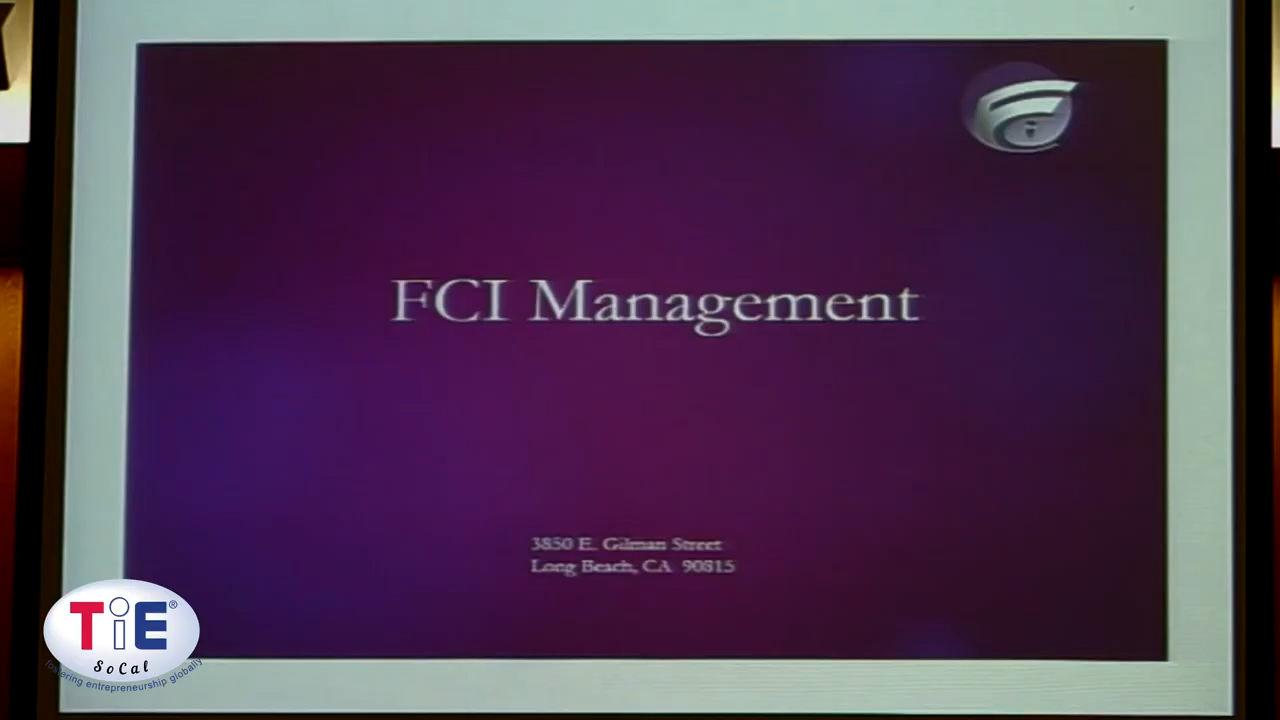 FCI Management
3850 E. Gilman Street
Long Beach, CA 90815
TiE®
SoCal
fostering entrepreneurship globally